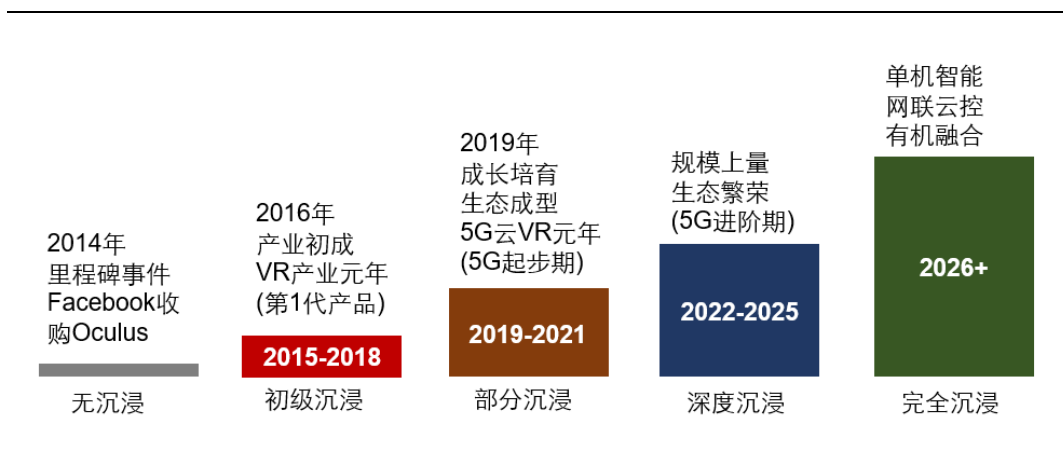 2014年
里程碑事件
Facebook收
购Oculus
无沉浸
2016年
产业初成
VR产业元年
(第1代产品)
2015-2018
初级沉浸
2019年
成长培育
生态成型
5G云VR元年
(5G起步期)
2019-2021
部分沉浸
规模上量
生态繁荣
(5G进阶期)
2022-2025
深度沉浸
单机智能
网联云控
有机融合
2026+
完全沉浸